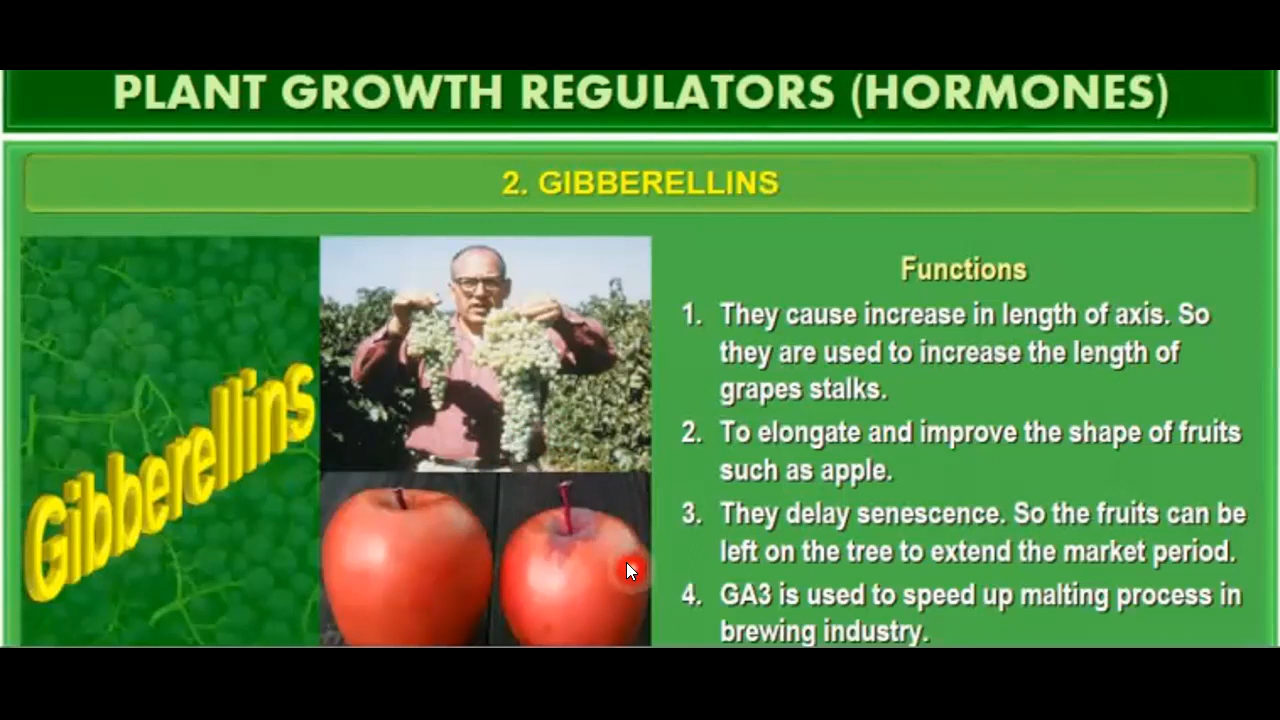 PLANT GROWTH REGULATORS (HORMONES)
2. GIBBERELLINS
Gibberellins
Functions
1. They cause increase in length of axis. So
they are used to increase the length of
grapes stalks.
2. To elongate and improve the shape of fruits
such as apple.
3. They delay senescence. So the fruits can be
left on the tree to extend the market period.
4. GA3 is used to speed up malting process in
brewing industry.